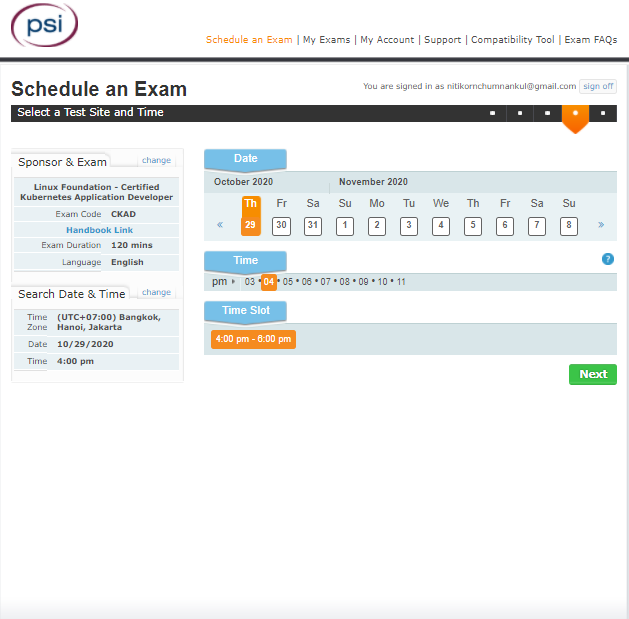 psi
Schedule an Exam | My Exams | My Account | Support | Compatibility Tool | Exam FAQs
Schedule an Exam
You are signed in as nitikornchumnankul@gmail.com sign off
Select a Test Site and Time
Sponsor & Exam change
Linux Foundation - Certified
Kubernetes Application Developer
Exam Code CKAD
Handbook Link
Exam Duration 120 mins
Language English
Search Date & Time change
Time Zone (UTC+07:00) Bangkok, Hanoi, Jakarta
Date 10/29/2020
Time 4:00 pm
Date
October 2020 November 2020
Th Fr Sa Su Mo Tu We Th Fr Sa Su
« 29 30 31 1 2 3 4 5 6 7 8 »
Time
?
pm 03 • 04 • 05 • 06 • 07 • 08 • 09 • 10 • 11
Time Slot
4:00 pm - 6:00 pm
Next